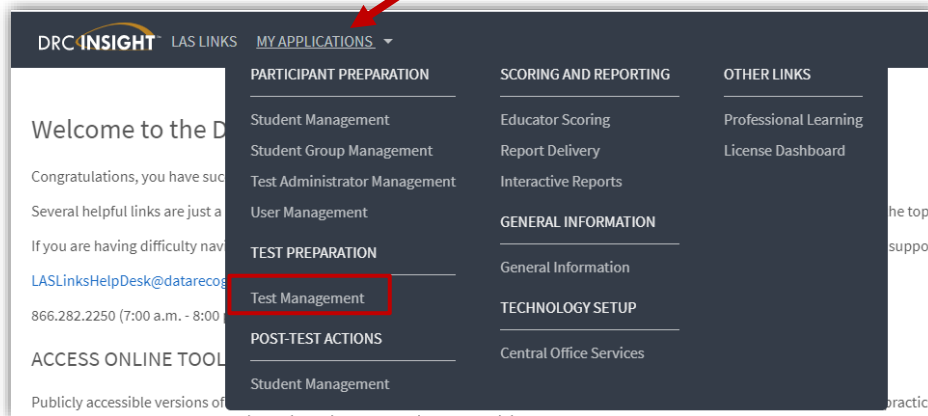 DRC INSIGHT LAS LINKS MY APPLICATIONS
PARTICIPANT PREPARATION
Student Management
Student Group Management
Test Administrator Management
User Management
TEST PREPARATION
Test Management
POST-TEST ACTIONS
Student Management
SCORING AND REPORTING
Educator Scoring
Report Delivery
Interactive Reports
GENERAL INFORMATION
General Information
TECHNOLOGY SETUP
Central Office Services
OTHER LINKS
Professional Learning
License Dashboard
Welcome to the D
Congratulations, you have suc
Several helpful links are just a
he top
If you are having difficulty navi
suppo
LASLinksHelpDesk@datarecog
866.282.2250 (7:00 a.m. - 8:00
ACCESS ONLINE TOOL
Publicly accessible versions of
practic